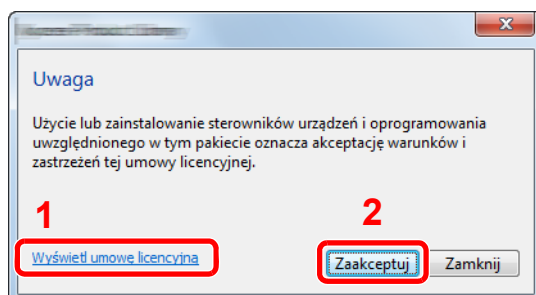 Uwaga
Użycie lub zainstalowanie sterowników urządzeń i oprogramowania
uwzględnionego w tym pakiecie oznacza akceptację warunków i
zastrzeżeń tej umowy licencyjnej.
1
2
Wyświetl umowę licencyjną
Zaakceptuj
Zamknij